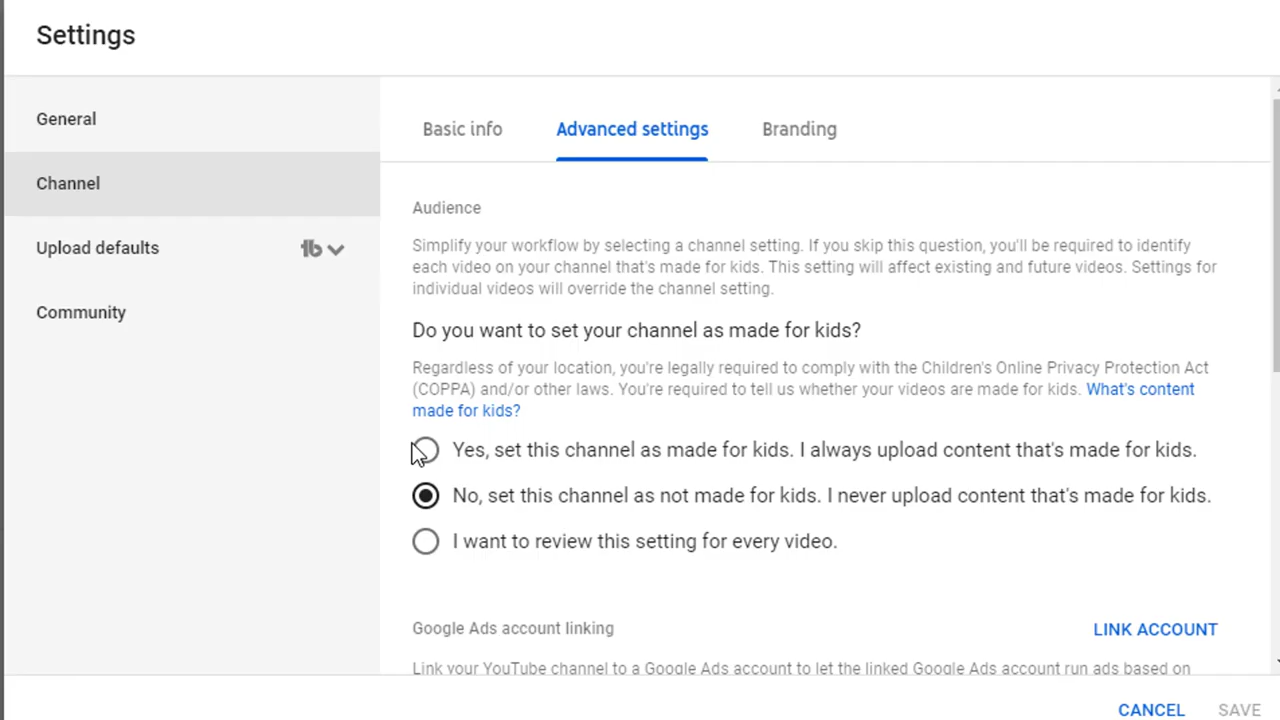 Settings
General
Channel
Upload defaults
Community
Basic info
Advanced settings
Branding
Audience
Simplify your workflow by selecting a channel setting. If you skip this question, you'll be required to identify
each video on your channel that's made for kids. This setting will affect existing and future videos. Settings for
individual videos will override the channel setting.
Do you want to set your channel as made for kids?
Regardless of your location, you're legally required to comply with the Children's Online Privacy Protection Act
(COPPA) and/or other laws. You're required to tell us whether your videos are made for kids. What's content
made for kids?
Yes, set this channel as made for kids. I always upload content that's made for kids.
No, set this channel as not made for kids. I never upload content that's made for kids.
I want to review this setting for every video.
Google Ads account linking
LINK ACCOUNT
Link your YouTube channel to a Google Ads account to let the linked Google Ads account run ads based on
CANCEL
SAVE